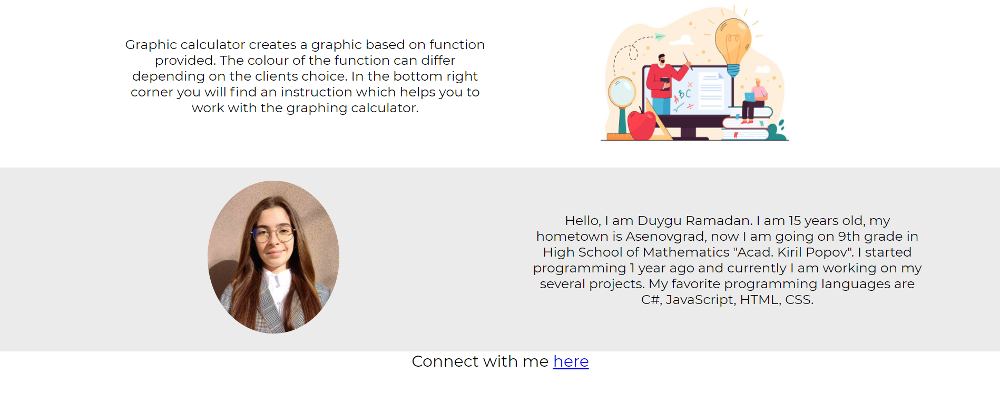 Graphic calculator creates a graphic based on function
provided. The colour of the function can differ
depending on the clients choice. In the bottom right
corner you will find an instruction which helps you to
work with the graphing calculator.
ABC
Hello, I am Duygu Ramadan. I am 15 years old, my
hometown is Asenovgrad, now I am going on 9th grade in
High School of Mathematics "Acad. Kiril Popov". I started
programming 1 year ago and currently I am working on my
several projects. My favorite programming languages are
C#, JavaScript, HTML, CSS.
Connect with me here